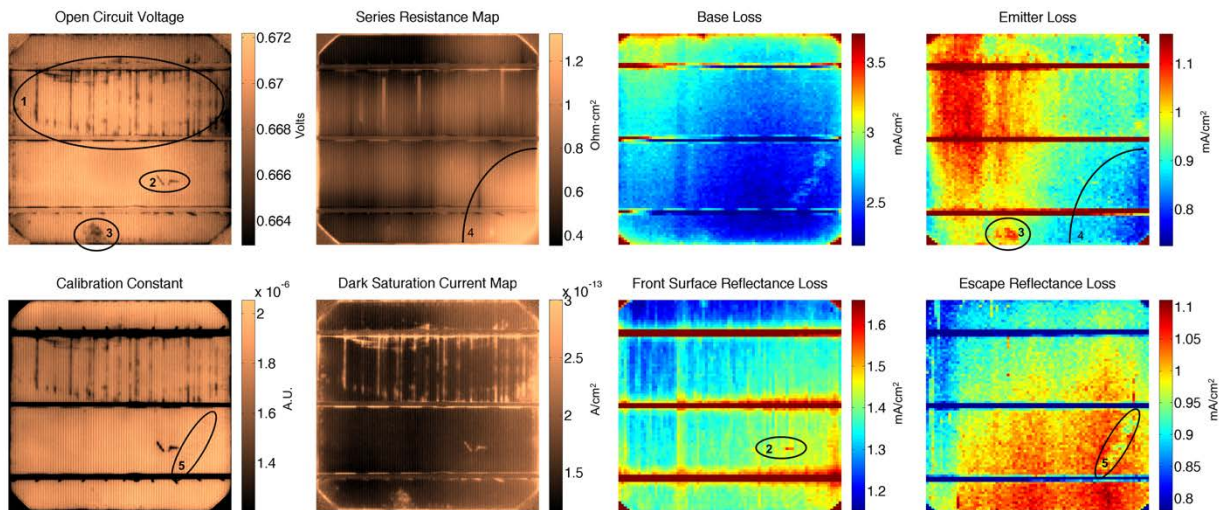 Open Circuit Voltage
Series Resistance Map
Base Loss
Emitter Loss
0.672
0.67
0.668
0.666
0.664
Volts
1
2
3
1.2
1
0.8
0.6
0.4
Ohm·cm²
4
3.5
3
2.5
mA/cm²
1.1
1
0.9
0.8
mA/cm²
3
4
Calibration Constant
Dark Saturation Current Map
Front Surface Reflectance Loss
Escape Reflectance Loss
x 10⁻⁶
2
1.8
1.6
1.4
A.U.
5
x 10⁻¹³
3
2.5
2
1.5
A/cm²
1.6
1.5
1.4
1.3
1.2
mA/cm²
2
1.1
1.05
1
0.95
0.9
0.85
0.8
mA/cm²
5